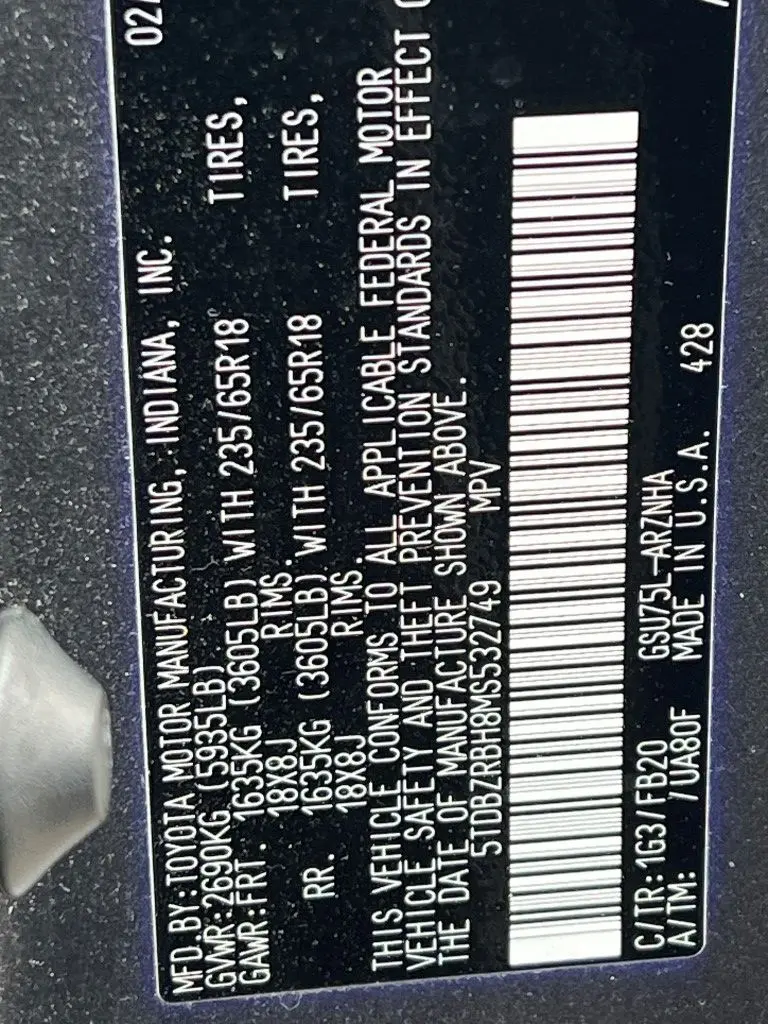 02/
MFD.BY:TOYOTA MOTOR MANUFACTURING, INDIANA, INC.
GVWR:2690KG (5935LB)
GAWR:FRT. 1635KG (3605LB) WITH 235/65R18 TIRES,
18X8J RIMS.
RR. 1635KG (3605LB) WITH 235/65R18 TIRES,
18X8J RIMS.
THIS VEHICLE CONFORMS TO ALL APPLICABLE FEDERAL MOTOR
VEHICLE SAFETY AND THEFT PREVENTION STANDARDS IN EFFECT
THE DATE OF MANUFACTURE SHOWN ABOVE.
5TDBZRBH8MS532749 MPV
C/TR:1G3/FB20 GSU75L-ARZNHA
A/TM: /UA80F MADE IN U.S.A. 428